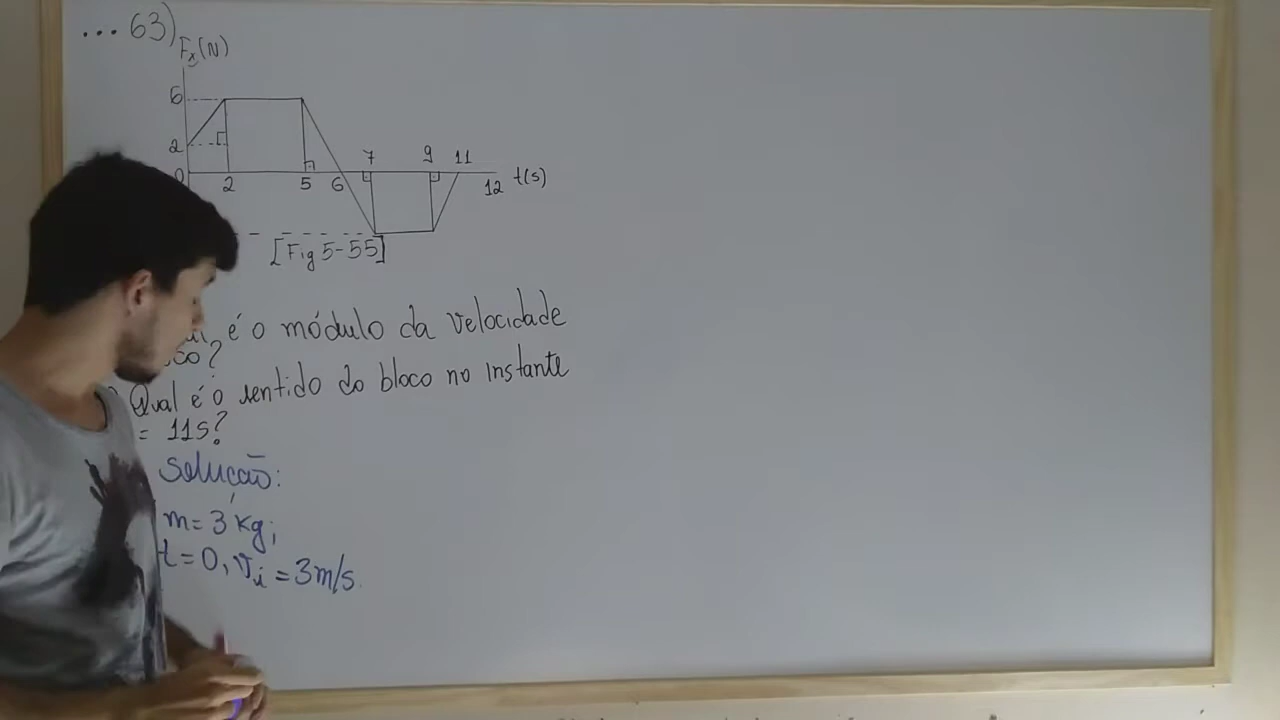 ... 63)
Fx(N)
6
2
0
2 5 6 7 9 11 12 t(s)
[Fig 5-55]
é o módulo da velocidade
?
Qual é o sentido do bloco no instante
= 11s?
Solução:
m = 3 kg;
t = 0, vi = 3 m/s.